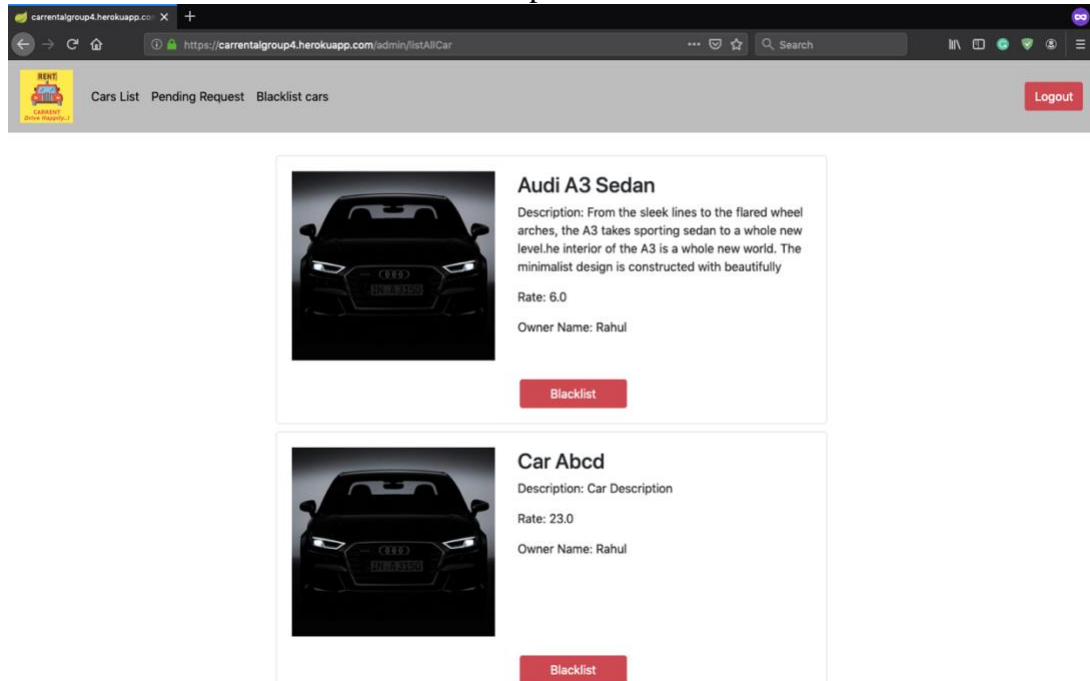 carrentalgroup4.herokuapp.con
https://carrentalgroup4.herokuapp.com/admin/listAllCar
Search
RENT
CARRENT
Drive Happily..!
Cars List Pending Request Blacklist cars
Logout
Audi A3 Sedan
Description: From the sleek lines to the flared wheel
arches, the A3 takes sporting sedan to a whole new
level.he interior of the A3 is a whole new world. The
minimalist design is constructed with beautifully
Rate: 6.0
Owner Name: Rahul
Blacklist
Car Abcd
Description: Car Description
Rate: 23.0
Owner Name: Rahul
Blacklist